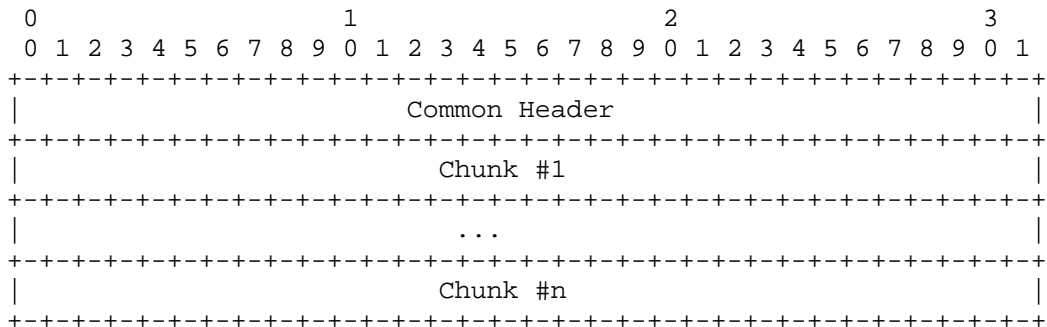 0                   1                   2                   3
 0 1 2 3 4 5 6 7 8 9 0 1 2 3 4 5 6 7 8 9 0 1 2 3 4 5 6 7 8 9 0 1
+-+-+-+-+-+-+-+-+-+-+-+-+-+-+-+-+-+-+-+-+-+-+-+-+-+-+-+-+-+-+-+-+
|                        Common Header                          |
+-+-+-+-+-+-+-+-+-+-+-+-+-+-+-+-+-+-+-+-+-+-+-+-+-+-+-+-+-+-+-+-+
|                          Chunk #1                             |
+-+-+-+-+-+-+-+-+-+-+-+-+-+-+-+-+-+-+-+-+-+-+-+-+-+-+-+-+-+-+-+-+
|                           ...                                 |
+-+-+-+-+-+-+-+-+-+-+-+-+-+-+-+-+-+-+-+-+-+-+-+-+-+-+-+-+-+-+-+-+
|                          Chunk #n                             |
+-+-+-+-+-+-+-+-+-+-+-+-+-+-+-+-+-+-+-+-+-+-+-+-+-+-+-+-+-+-+-+-+